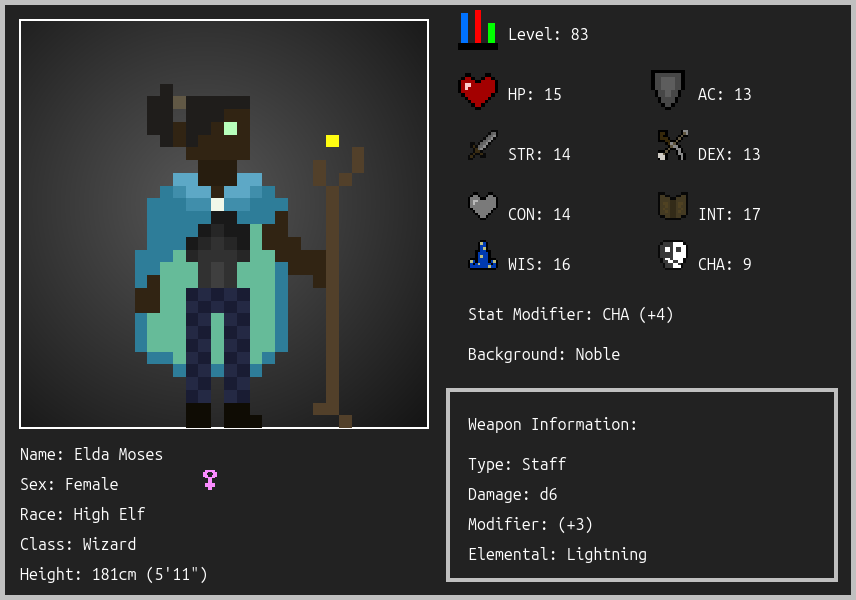 Level: 83
HP: 15
AC: 13
STR: 14
DEX: 13
CON: 14
INT: 17
WIS: 16
CHA: 9
Stat Modifier: CHA (+4)
Background: Noble
Weapon Information:
Type: Staff
Damage: d6
Modifier: (+3)
Elemental: Lightning
Name: Elda Moses
Sex: Female
Race: High Elf
Class: Wizard
Height: 181cm (5'11")